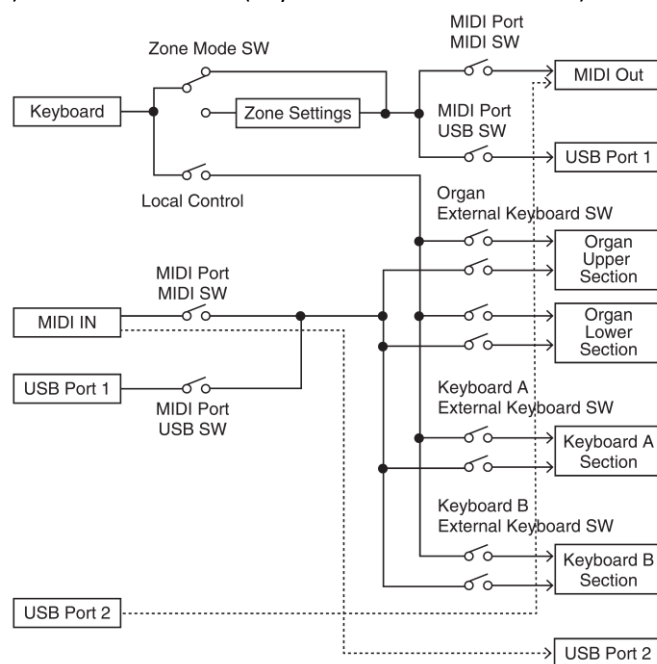 MIDI Port
MIDI SW
Zone Mode SW
MIDI Out
Keyboard
Zone Settings
MIDI Port
USB SW
USB Port 1
Local Control
Organ
External Keyboard SW
Organ
Upper
Section
MIDI Port
MIDI SW
MIDI IN
Organ
Lower
Section
USB Port 1
MIDI Port
USB SW
Keyboard A
External Keyboard SW
Keyboard A
Section
Keyboard B
External Keyboard SW
Keyboard B
Section
USB Port 2
USB Port 2